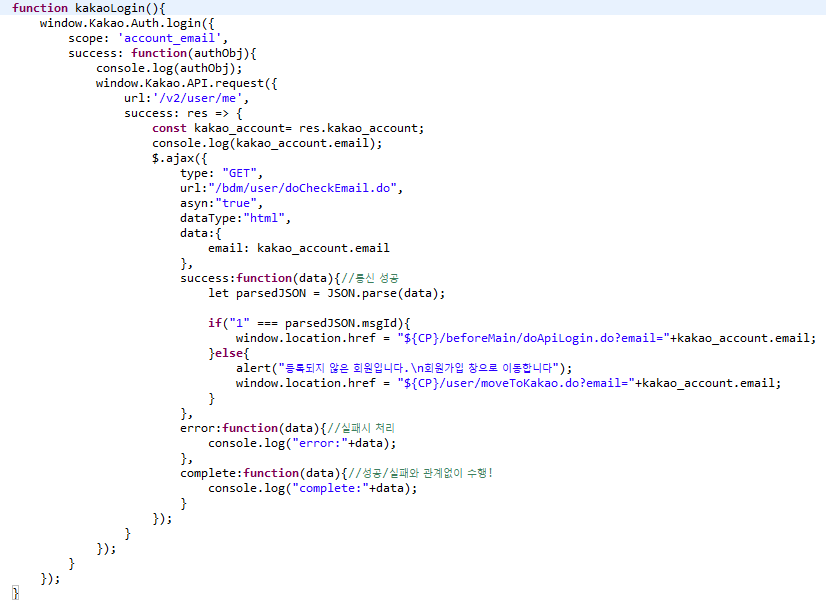 function kakaoLogin(){
    window.Kakao.Auth.login({
        scope: 'account_email',
        success: function(authObj){
            console.log(authObj);
            window.Kakao.API.request({
                url:'/v2/user/me',
                success: res => {
                    const kakao_account= res.kakao_account;
                    console.log(kakao_account.email);
                    $.ajax({
                        type: "GET",
                        url:"/bdm/user/doCheckEmail.do",
                        asyn:"true",
                        dataType:"html",
                        data:{
                            email: kakao_account.email
                        },
                        success:function(data){//통신 성공
                            let parsedJSON = JSON.parse(data);
                            if("1" === parsedJSON.msgId){
                                window.location.href = "${CP}/beforeMain/doApiLogin.do?email="+kakao_account.email;
                            }else{
                                alert("등록되지 않은 회원입니다.\n회원가입 창으로 이동합니다");
                                window.location.href = "${CP}/user/moveToKakao.do?email="+kakao_account.email;
                            }
                        },
                        error:function(data){//실패시 처리
                            console.log("error:"+data);
                        },
                        complete:function(data){//성공/실패와 관계없이 수행!
                            console.log("complete:"+data);
                        }
                    });
                }
            });
        }
    });
}